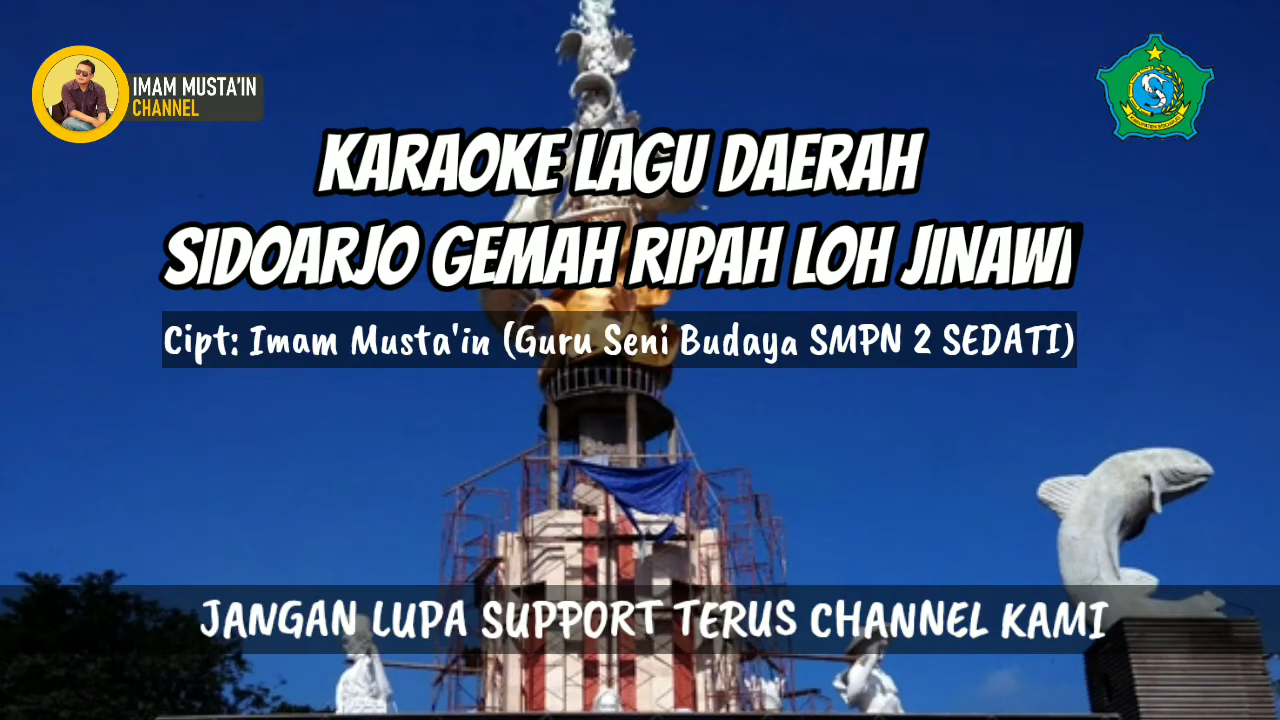 IMAM MUSTA'IN
CHANNEL
KARAOKE LAGU DAERAH
SIDOARJO GEMAH RIPAH LOH JINAWI
Cipt: Imam Musta'in (Guru Seni Budaya SMPN 2 SEDATI)
JANGAN LUPA SUPPORT TERUS CHANNEL KAMI